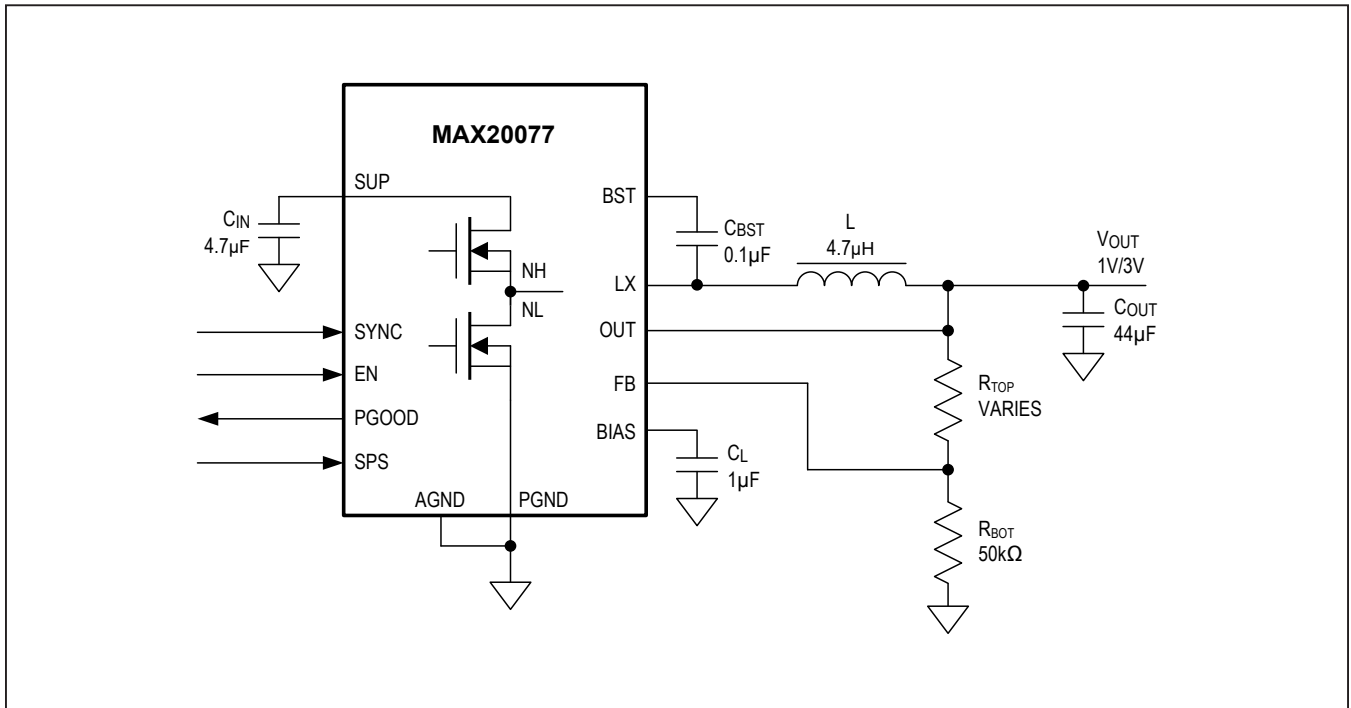 MAX20077
SUP
CIN
4.7µF
NH
NL
SYNC
EN
PGOOD
SPS
AGND
PGND
BST
LX
OUT
FB
BIAS
CBST
0.1µF
L
4.7µH
VOUT
1V/3V
COUT
44µF
RTOP
VARIES
CL
1µF
RBOT
50kΩ